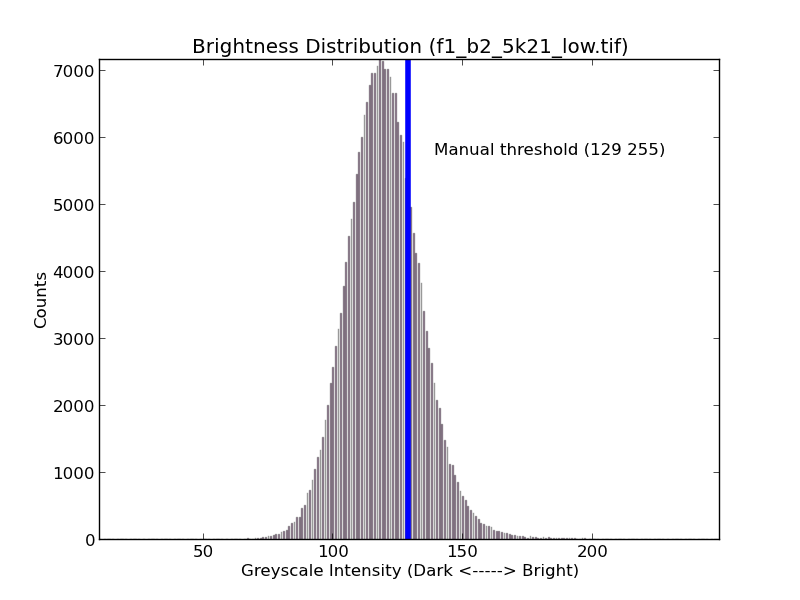 Brightness Distribution (f1_b2_5k21_low.tif)
7000
6000
5000
4000
3000
2000
1000
0
Counts
Manual threshold (129 255)
50 100 150 200
Greyscale Intensity (Dark <-----> Bright)